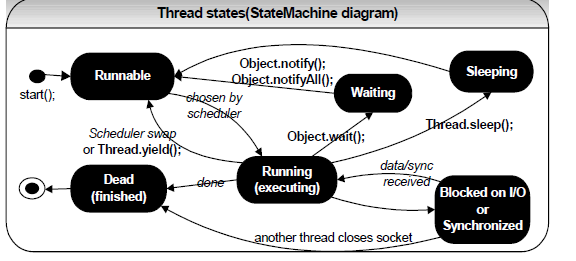 Thread states(StateMachine diagram)
Runnable
start();
Object.notify();
Object.notifyAll();
Sleeping
Waiting
chosen by
scheduler
Scheduler swap
or Thread.yield();
Object.wait();
Thread.sleep();
Dead
(finished)
done
Running
(executing)
data/sync
received
Blocked on I/O
or
Synchronized
another thread closes socket